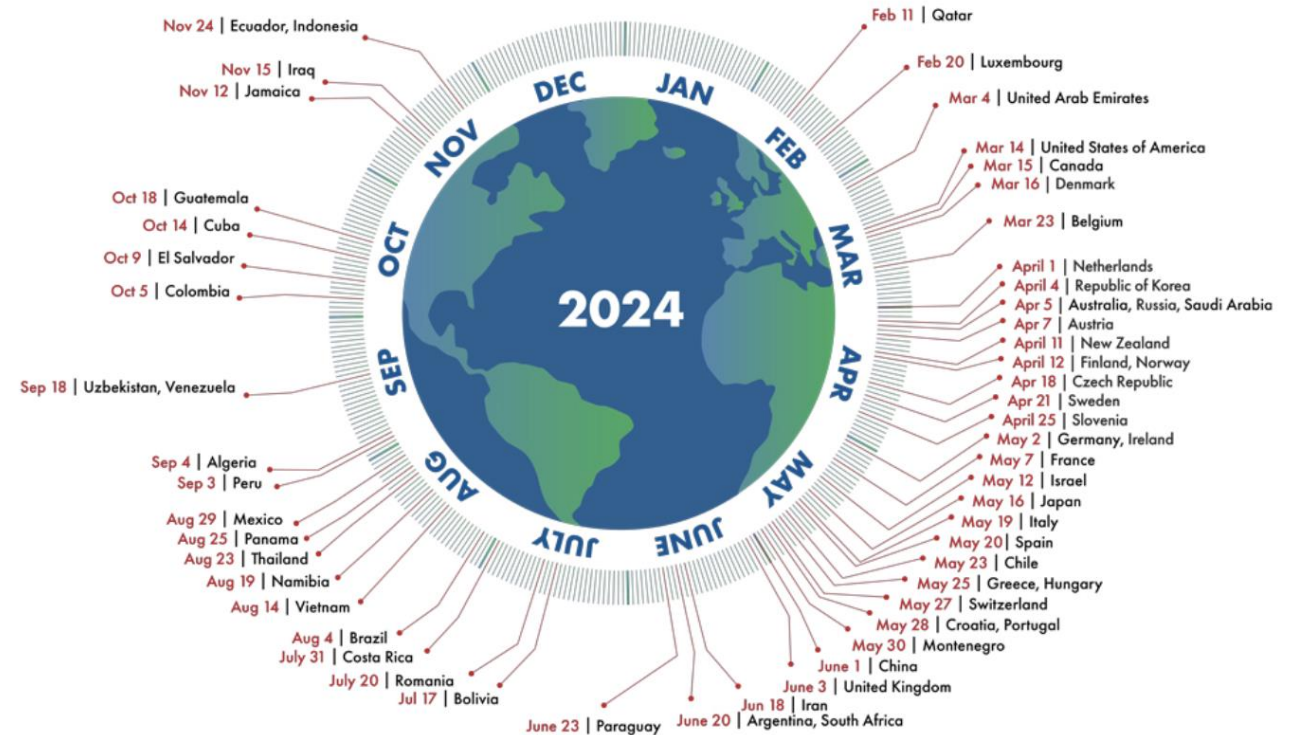 JAN
FEB
MAR
APR
MAY
JUNE
JULY
AUG
SEP
OCT
NOV
DEC
2024
Feb 11 | Qatar
Feb 20 | Luxembourg
Mar 4 | United Arab Emirates
Mar 14 | United States of America
Mar 15 | Canada
Mar 16 | Denmark
Mar 23 | Belgium
April 1 | Netherlands
April 4 | Republic of Korea
Apr 5 | Australia, Russia, Saudi Arabia
Apr 7 | Austria
April 11 | New Zealand
April 12 | Finland, Norway
Apr 18 | Czech Republic
Apr 21 | Sweden
April 25 | Slovenia
May 2 | Germany, Ireland
May 7 | France
May 12 | Israel
May 16 | Japan
May 19 | Italy
May 20 | Spain
May 23 | Chile
May 25 | Greece, Hungary
May 27 | Switzerland
May 28 | Croatia, Portugal
May 30 | Montenegro
June 1 | China
June 3 | United Kingdom
Jun 18 | Iran
June 20 | Argentina, South Africa
June 23 | Paraguay
Jul 17 | Bolivia
July 20 | Romania
July 31 | Costa Rica
Aug 4 | Brazil
Aug 14 | Vietnam
Aug 19 | Namibia
Aug 23 | Thailand
Aug 25 | Panama
Aug 29 | Mexico
Sep 3 | Peru
Sep 4 | Algeria
Sep 18 | Uzbekistan, Venezuela
Oct 5 | Colombia
Oct 9 | El Salvador
Oct 14 | Cuba
Oct 18 | Guatemala
Nov 12 | Jamaica
Nov 15 | Iraq
Nov 24 | Ecuador, Indonesia